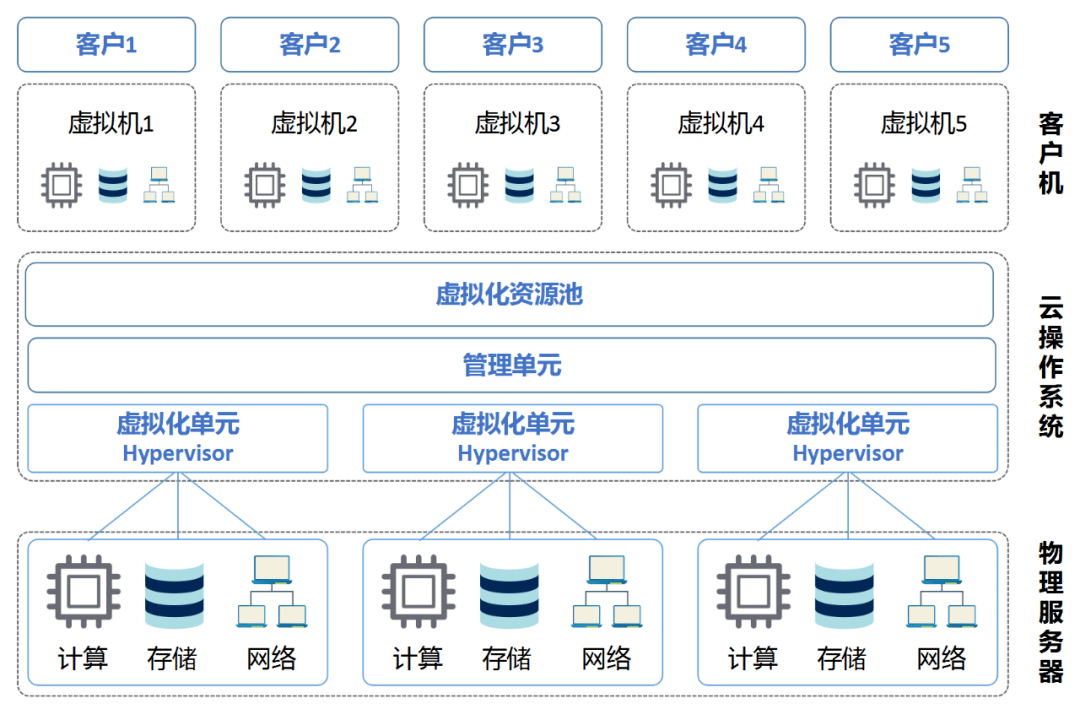 客户1
客户2
客户3
客户4
客户5
虚拟机1
虚拟机2
虚拟机3
虚拟机4
虚拟机5
客户机
虚拟化资源池
管理单元
虚拟化单元
Hypervisor
虚拟化单元
Hypervisor
虚拟化单元
Hypervisor
云操作系统
计算
存储
网络
计算
存储
网络
计算
存储
网络
物理服务器